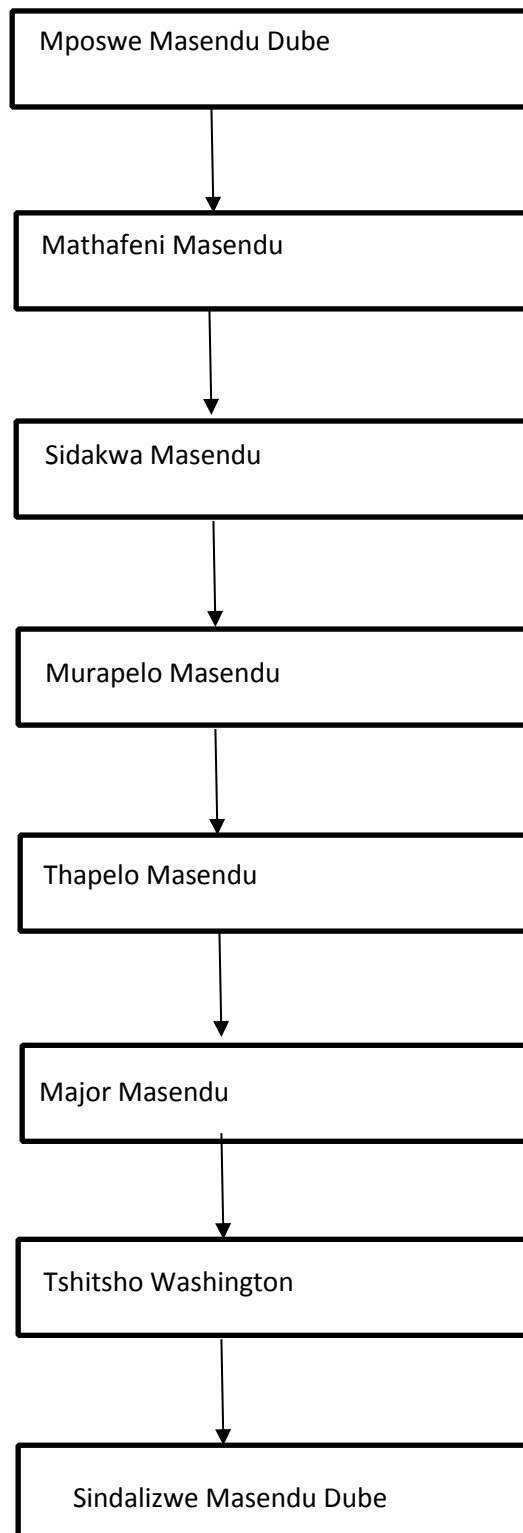 Mposwe Masendu Dube
Mathafeni Masendu
Sidakwa Masendu
Murapelo Masendu
Thapelo Masendu
Major Masendu
Tshitsho Washington
Sindalizwe Masendu Dube